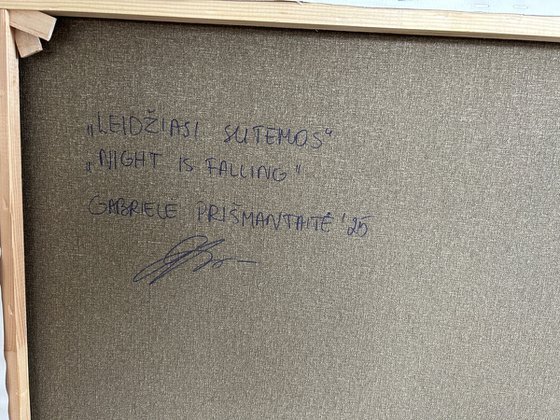 „LEIDŽIASI SUTEMOS“
„NIGHT IS FALLING“
GABRIELĖ PRIŠMANTAITĖ '25